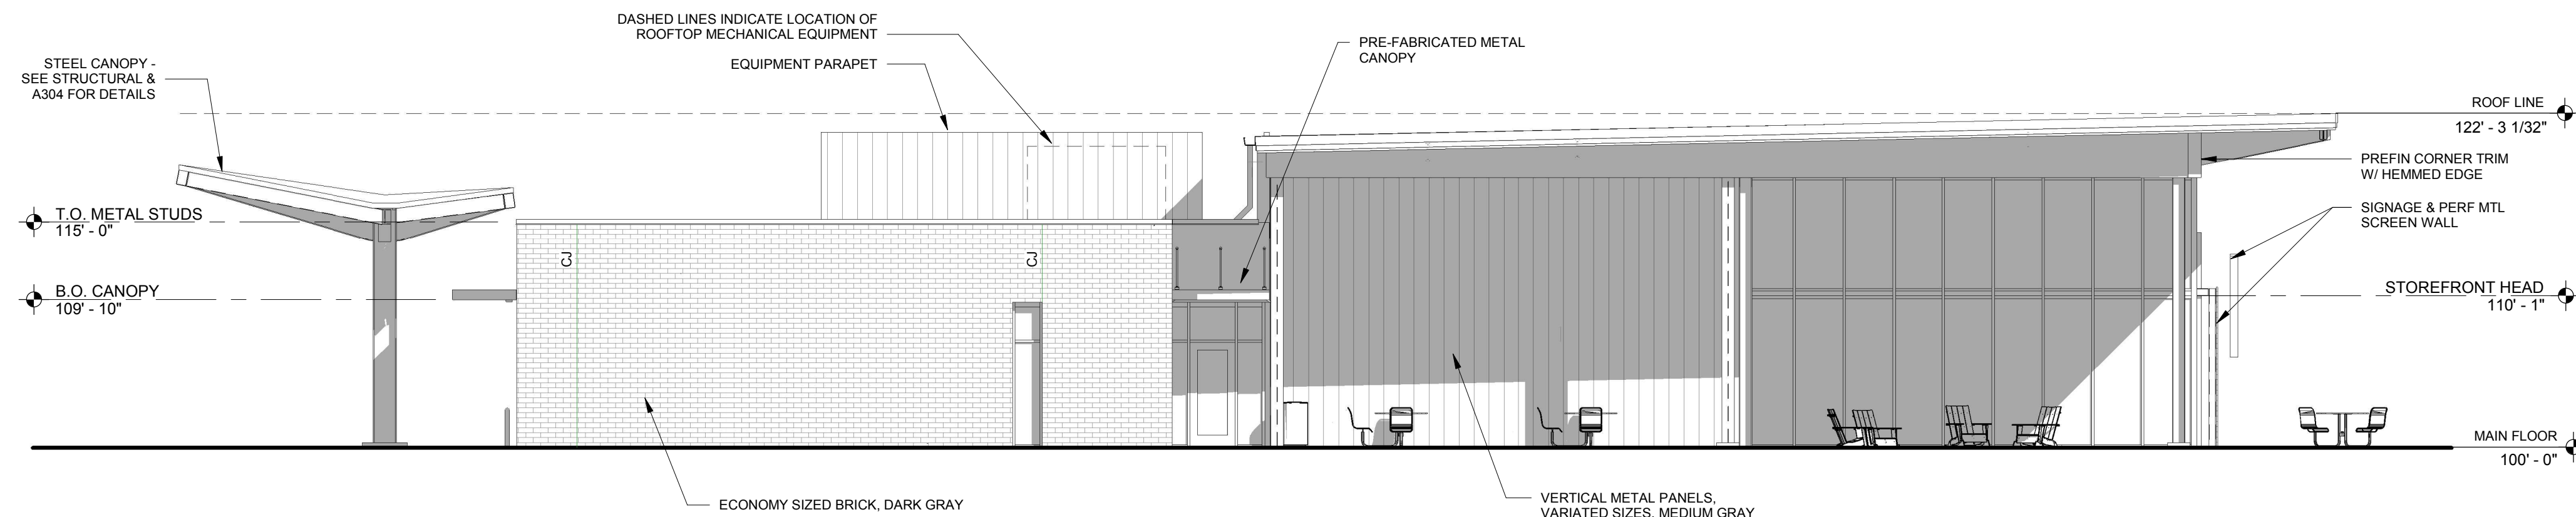 DASHED LINES INDICATE LOCATION OF
ROOFTOP MECHANICAL EQUIPMENT
EQUIPMENT PARAPET
PRE-FABRICATED METAL
CANOPY
STEEL CANOPY -
SEE STRUCTURAL &
A304 FOR DETAILS
ROOF LINE
122' - 3 1/32"
PREFIN CORNER TRIM
W/ HEMMED EDGE
SIGNAGE & PERF MTL
SCREEN WALL
T.O. METAL STUDS
115' - 0"
CJ
CJ
B.O. CANOPY
109' - 10"
STOREFRONT HEAD
110' - 1"
MAIN FLOOR
100' - 0"
ECONOMY SIZED BRICK, DARK GRAY
VERTICAL METAL PANELS,
VARIATED SIZES, MEDIUM GRAY